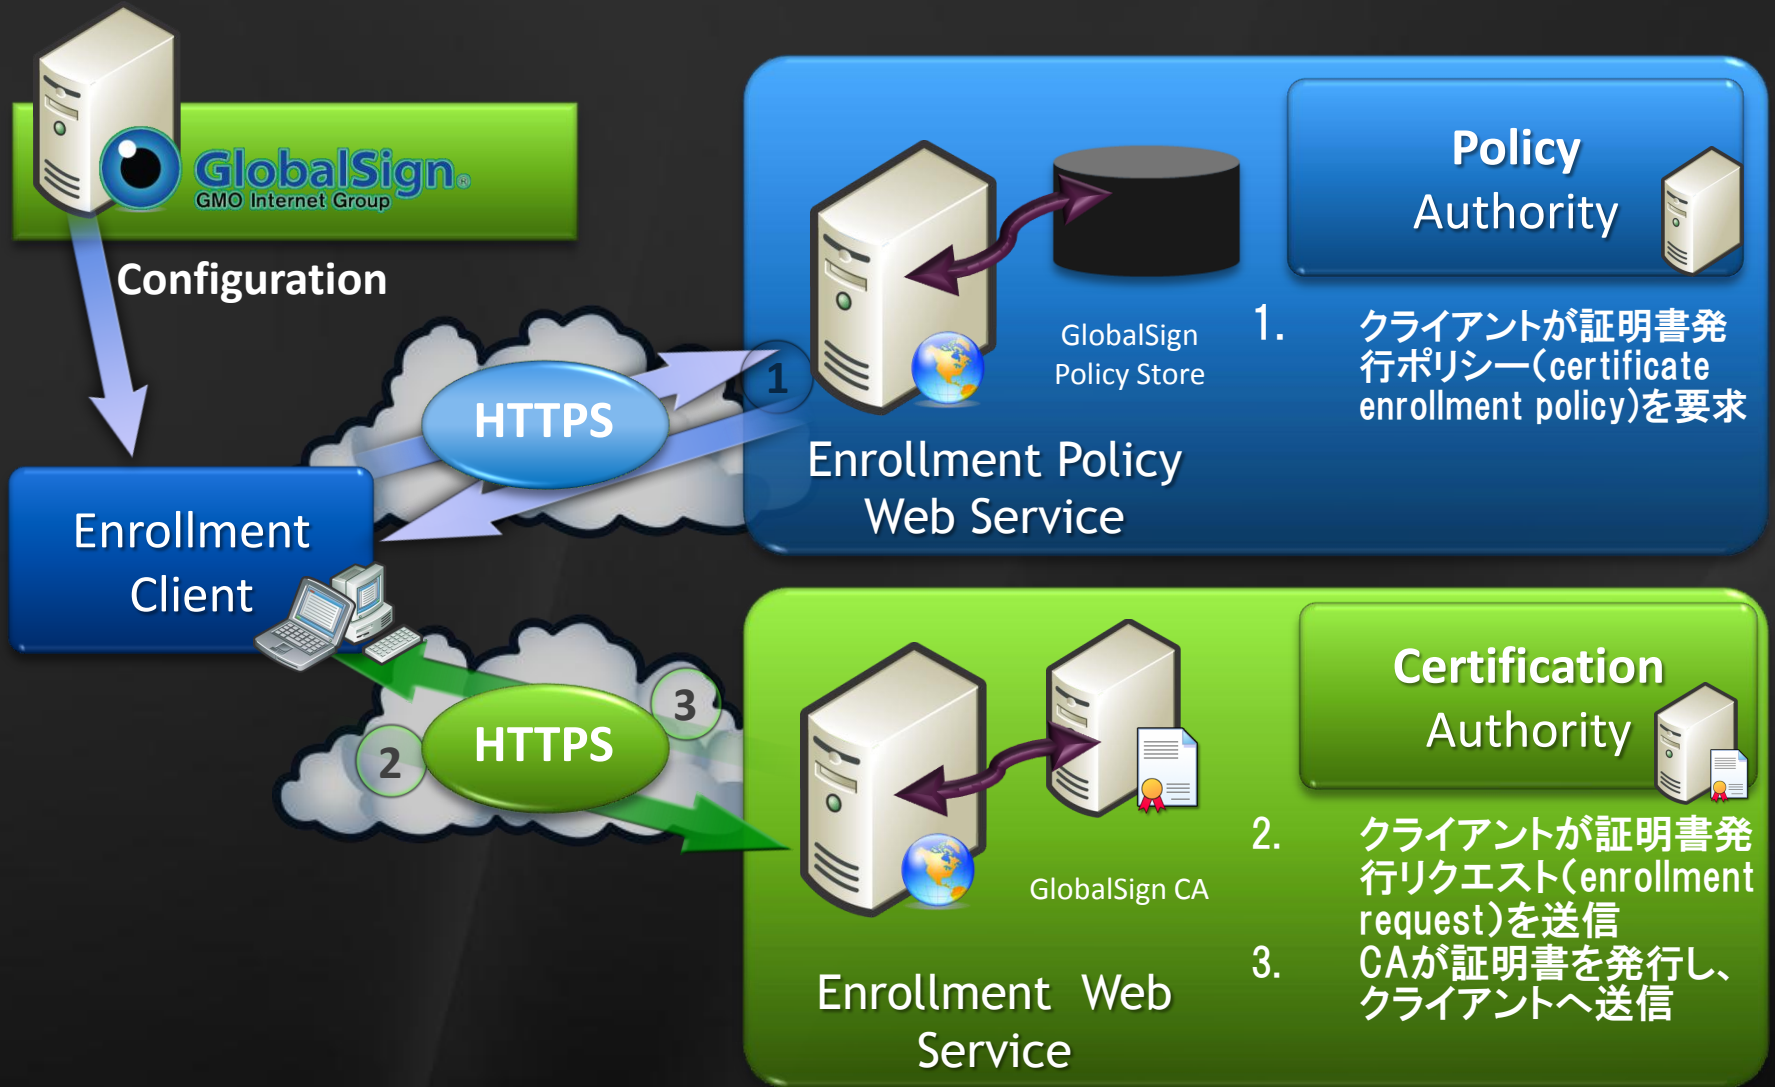 GlobalSign®
GMO Internet Group
Configuration
HTTPS
1
Enrollment
Client
HTTPS
2
3
Policy
Authority
GlobalSign
Policy Store
Enrollment Policy
Web Service
1. クライアントが証明書発
行ポリシー(certificate
enrollment policy)を要求
Certification
Authority
GlobalSign CA
Enrollment Web
Service
2. クライアントが証明書発
行リクエスト(enrollment
request)を送信
3. CAが証明書を発行し、
クライアントへ送信